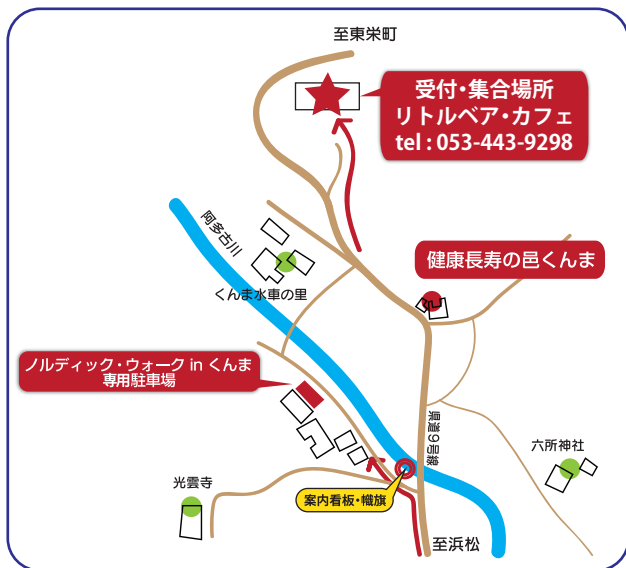 至東栄町
受付・集合場所
リトルベア・カフェ
tel : 053-443-9298
阿多古川
健康長寿の邑くんま
くんま水車の里
ノルディック・ウォーク in くんま
専用駐車場
県道9号線
六所神社
光雲寺
案内看板・幟旗
至浜松